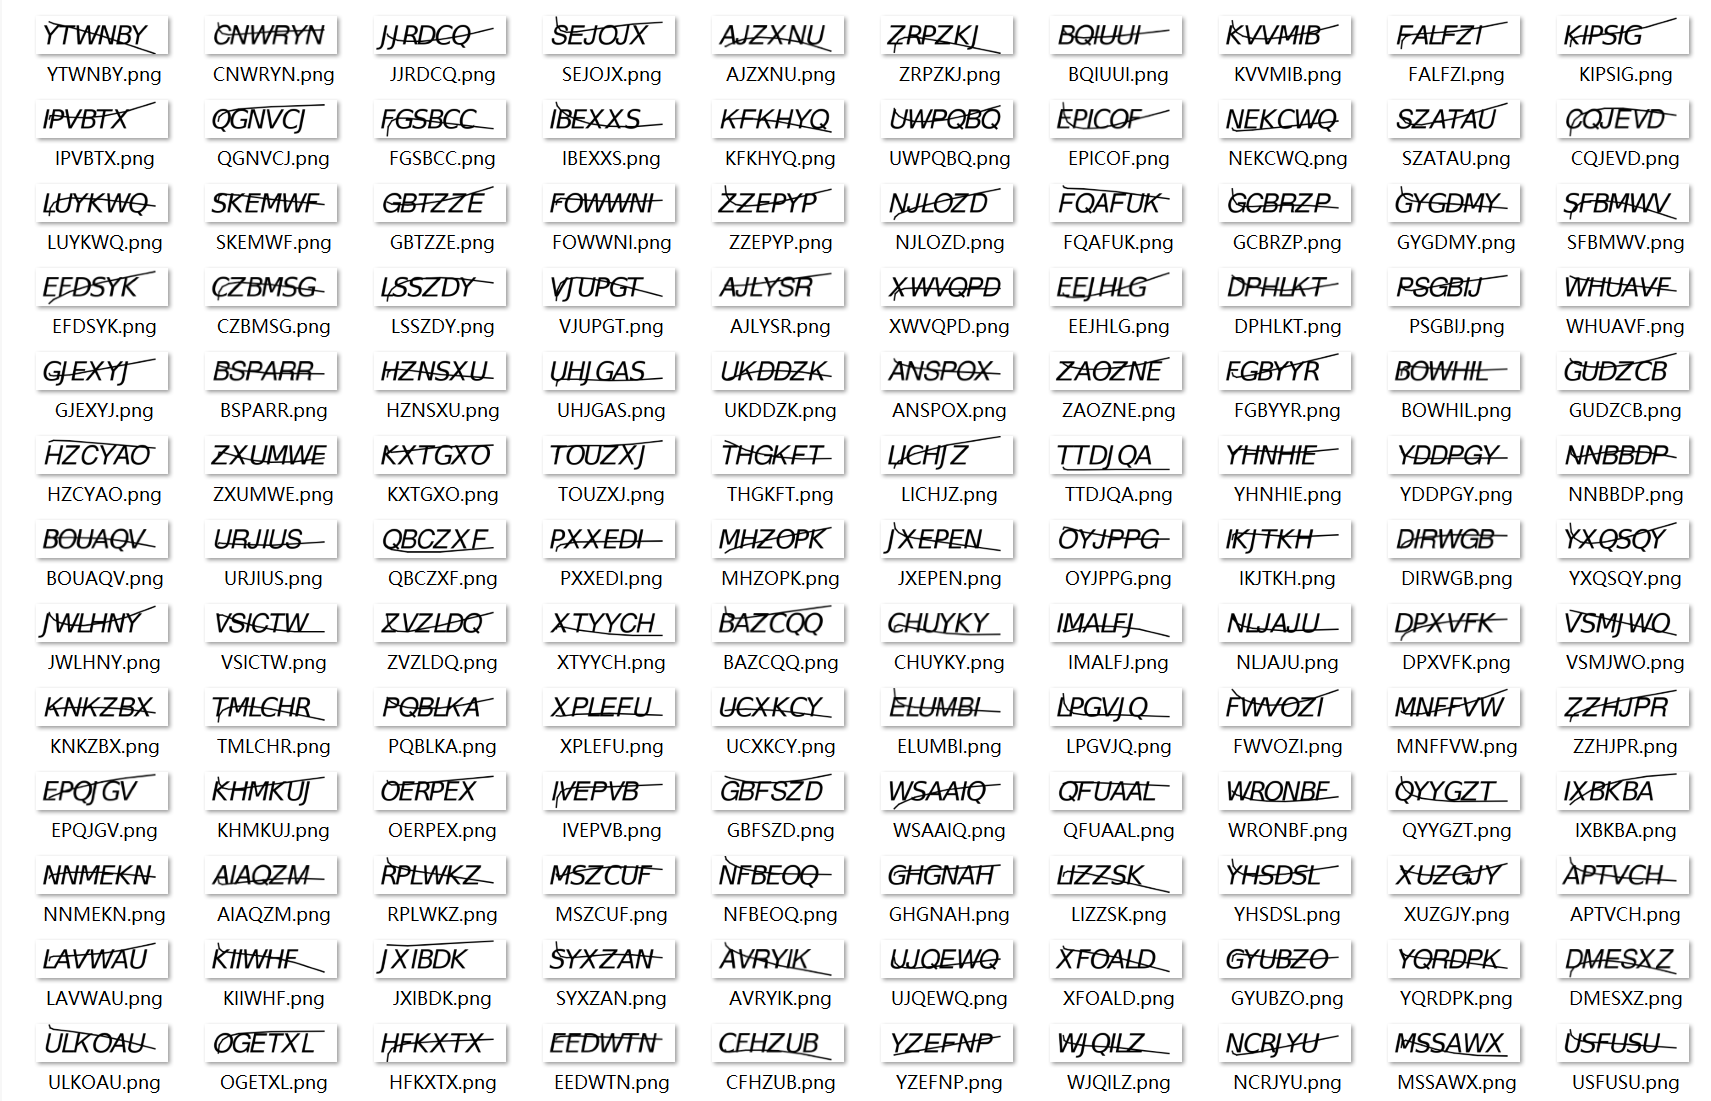 YTWNBY CNWRYN JJRDCQ SEJOJX AJZXNU ZRPZKJ BQIUUI KVVMIB FALFZI KIPSIG
YTWNBY.png CNWRYN.png JJRDCQ.png SEJOJX.png AJZXNU.png ZRPZKJ.png BQIUUI.png KVVMIB.png FALFZI.png KIPSIG.png
IPVBTX QGNVCJ FGSBCC IBEXXS KFKHYQ UWPQBQ EPICOF NEKCWQ SZATAU CQJEVD
IPVBTX.png QGNVCJ.png FGSBCC.png IBEXXS.png KFKHYQ.png UWPQBQ.png EPICOF.png NEKCWQ.png SZATAU.png CQJEVD.png
LUYKWQ SKEMWF GBTZZE FOWWNI ZZEPYP NJLOZD FQAFUK GCBRZP GYGDMY SFBMWV
LUYKWQ.png SKEMWF.png GBTZZE.png FOWWNI.png ZZEPYP.png NJLOZD.png FQAFUK.png GCBRZP.png GYGDMY.png SFBMWV.png
EFDSYK CZBMSG LSSZDY VJUPGT AJLYSR XWVQPD EEJHLG DPHLKT PSGBIJ WHUAVF
EFDSYK.png CZBMSG.png LSSZDY.png VJUPGT.png AJLYSR.png XWVQPD.png EEJHLG.png DPHLKT.png PSGBIJ.png WHUAVF.png
GJEXYJ BSPARR HZNSXU UHJGAS UKDDZK ANSPOX ZAOZNE FGBYYR BOWHIL GUDZCB
GJEXYJ.png BSPARR.png HZNSXU.png UHJGAS.png UKDDZK.png ANSPOX.png ZAOZNE.png FGBYYR.png BOWHIL.png GUDZCB.png
HZCYAO ZXUMWE KXTGXO TOUZXJ THGKFT LICHJZ TTDJQA YHNHIE YDDPGY NNBBDP
HZCYAO.png ZXUMWE.png KXTGXO.png TOUZXJ.png THGKFT.png LICHJZ.png TTDJQA.png YHNHIE.png YDDPGY.png NNBBDP.png
BOUAQV URJIUS QBCZXF PXXEDI MHZOPK JXEPEN OYJPPG IKJTKH DIRWGB YXQSQY
BOUAQV.png URJIUS.png QBCZXF.png PXXEDI.png MHZOPK.png JXEPEN.png OYJPPG.png IKJTKH.png DIRWGB.png YXQSQY.png
JWLHNY VSICTW ZVZLDQ XTYYCH BAZCQQ CHUYKY IMALFJ NLJAJU DPXVFK VSMJWO
JWLHNY.png VSICTW.png ZVZLDQ.png XTYYCH.png BAZCQQ.png CHUYKY.png IMALFJ.png NLJAJU.png DPXVFK.png VSMJWO.png
KNKZBX TMLCHR PQBLKA XPLEFU UCXKCY ELUMBI LPGVJQ FWVOZI MNFFVW ZZHJPR
KNKZBX.png TMLCHR.png PQBLKA.png XPLEFU.png UCXKCY.png ELUMBI.png LPGVJQ.png FWVOZI.png MNFFVW.png ZZHJPR.png
EPQJGV KHMKUJ OERPEX IVEPVB GBFSZD WSAAIQ QFUAAL WRONBF QYYGZT IXBKBA
EPQJGV.png KHMKUJ.png OERPEX.png IVEPVB.png GBFSZD.png WSAAIQ.png QFUAAL.png WRONBF.png QYYGZT.png IXBKBA.png
NNMEKN AIAQZM RPLWKZ MSZCUF NFBEOQ GHGNAH LIZZSK YHSDSL XUZGJY APTVCH
NNMEKN.png AIAQZM.png RPLWKZ.png MSZCUF.png NFBEOQ.png GHGNAH.png LIZZSK.png YHSDSL.png XUZGJY.png APTVCH.png
LAVWAU KIIWHF JXIBDK SYXZAN AVRYIK UJQEWQ XFOALD GYUBZO YQRDPK DMESXZ
LAVWAU.png KIIWHF.png JXIBDK.png SYXZAN.png AVRYIK.png UJQEWQ.png XFOALD.png GYUBZO.png YQRDPK.png DMESXZ.png
ULKOAU OGETXL HFKXTX EEDWTN CFHZUB YZEFNP WJQILZ NCRJYU MSSAWX USFUSU
ULKOAU.png OGETXL.png HFKXTX.png EEDWTN.png CFHZUB.png YZEFNP.png WJQILZ.png NCRJYU.png MSSAWX.png USFUSU.png